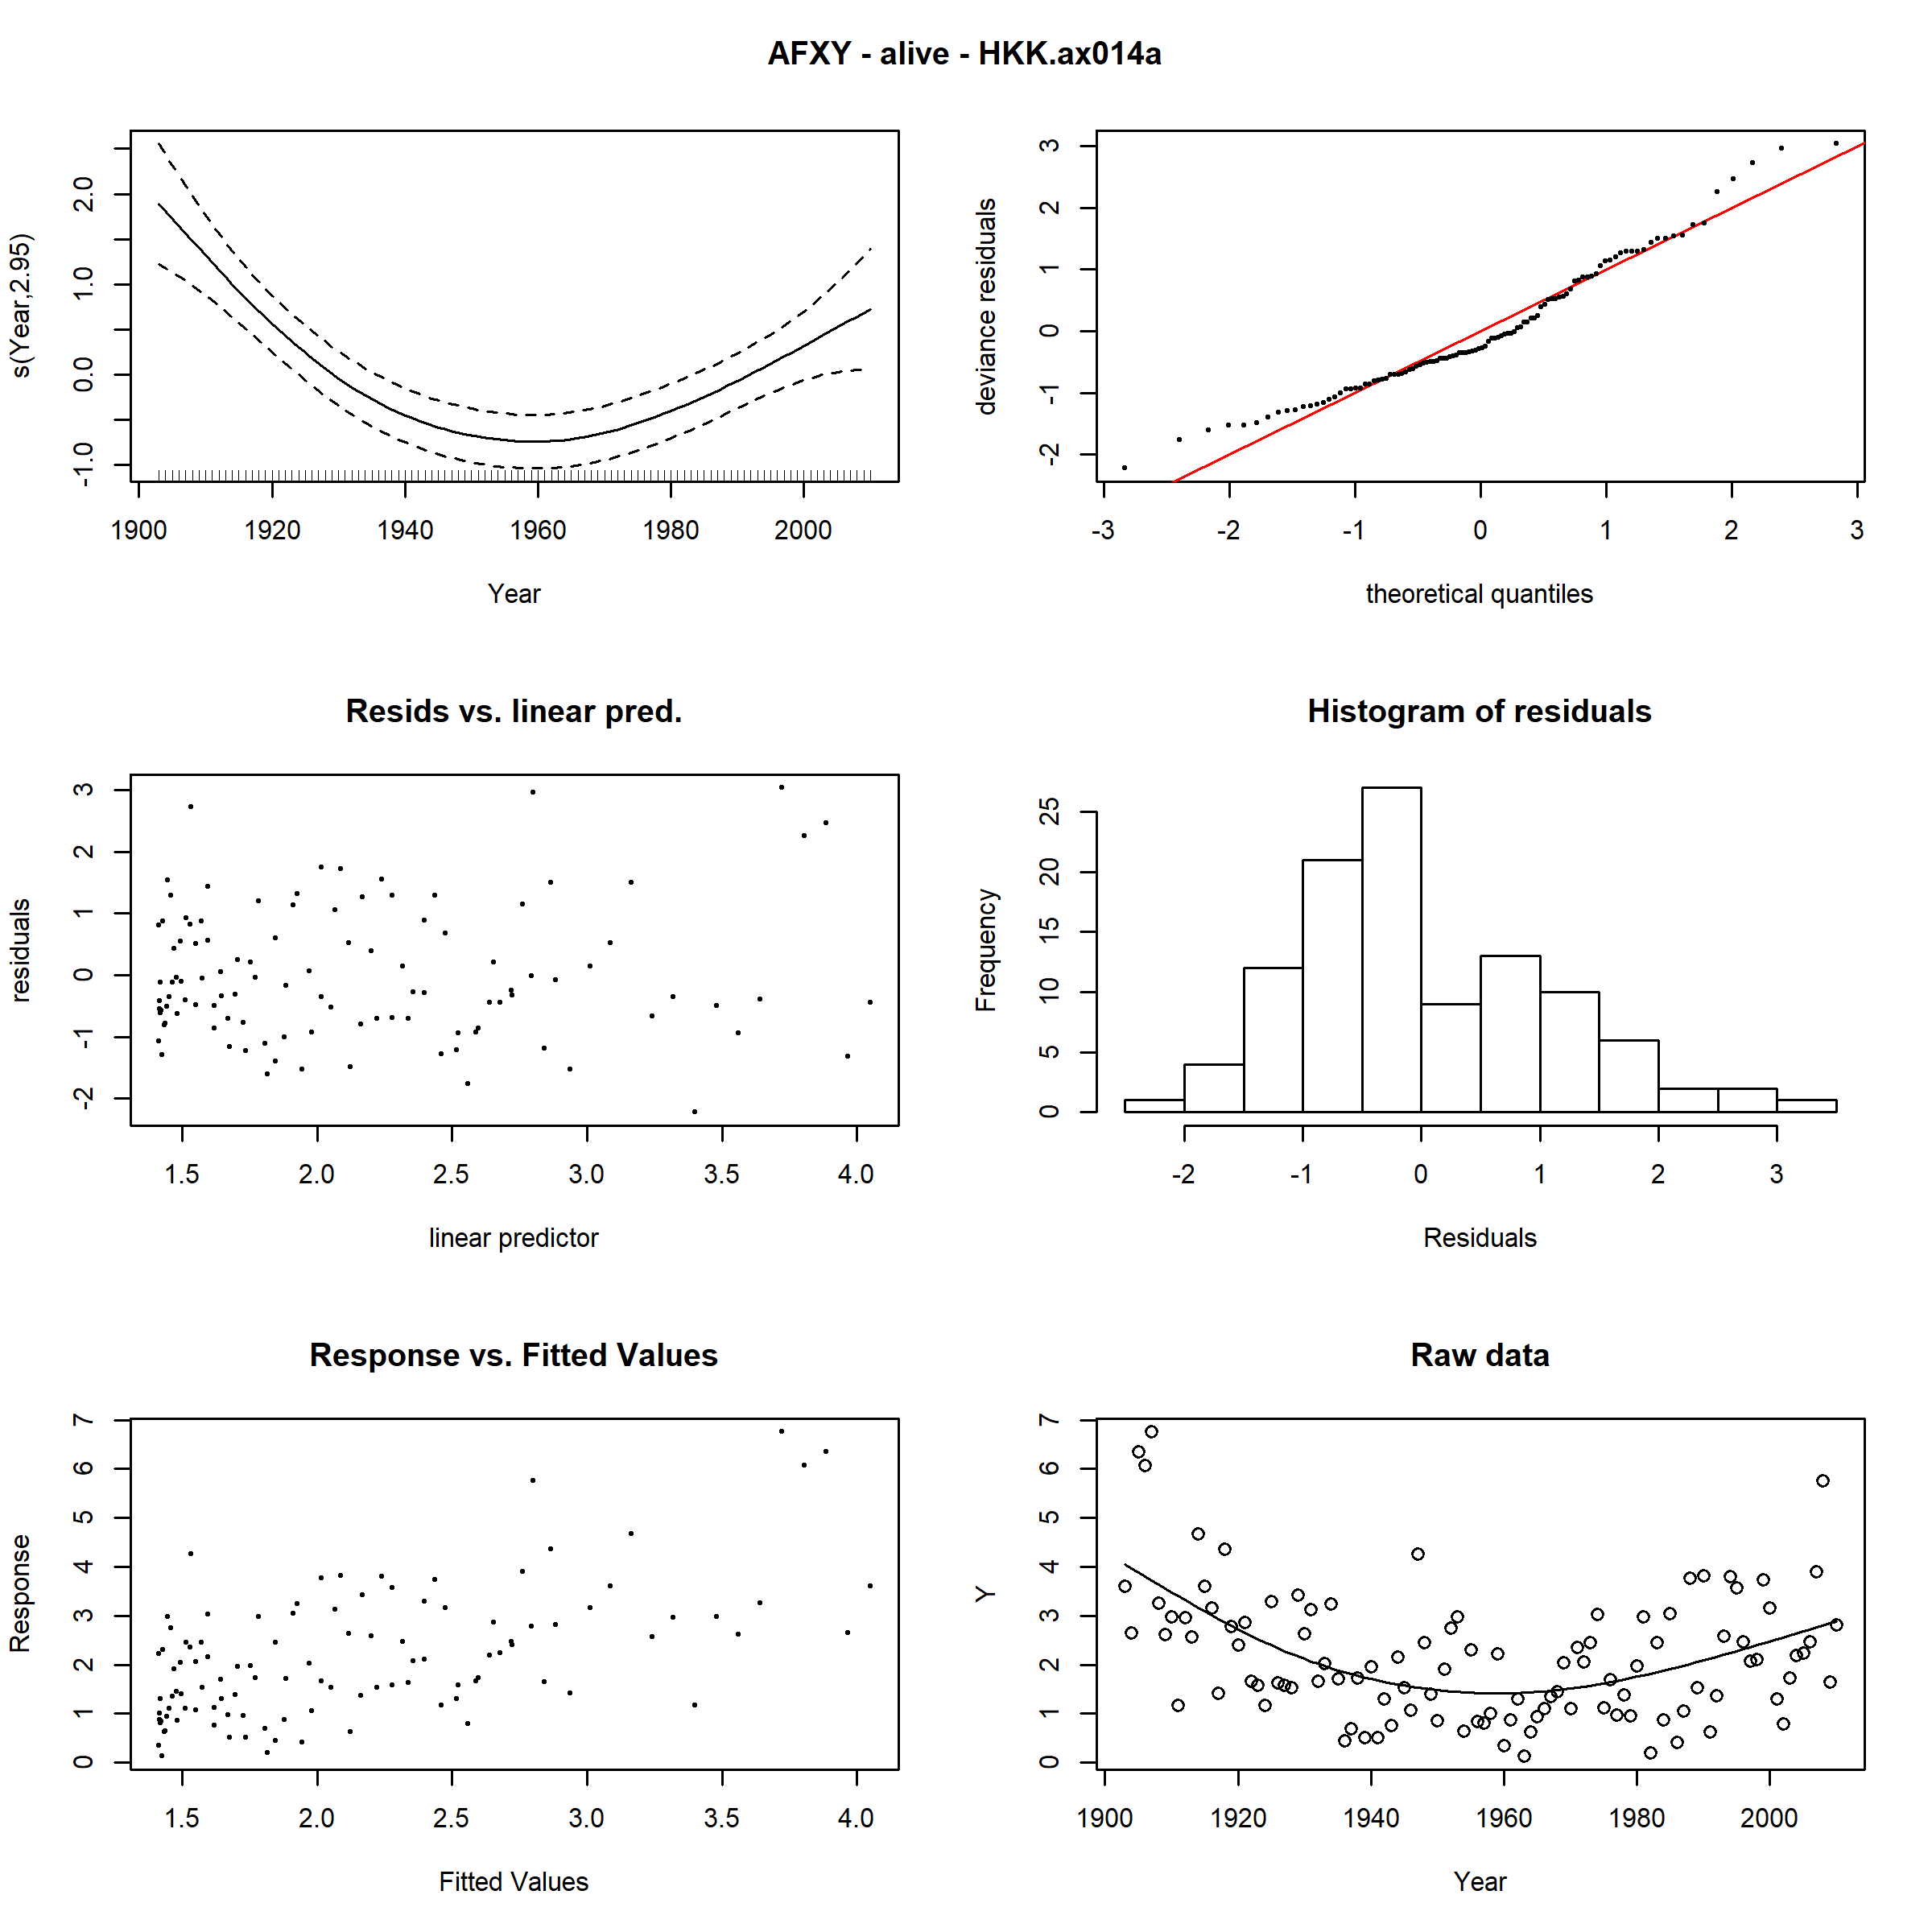 AFXY - alive - HKK.ax014a
s(Year,2.95)
-1.0 0.0 1.0 2.0
1900 1920 1940 1960 1980 2000
Year
deviance residuals
-2 -1 0 1 2 3
-3 -2 -1 0 1 2 3
theoretical quantiles
Resids vs. linear pred.
residuals
-2 -1 0 1 2 3
1.5 2.0 2.5 3.0 3.5 4.0
linear predictor
Histogram of residuals
Frequency
0 5 10 15 20 25
-2 -1 0 1 2 3
Residuals
Response vs. Fitted Values
Response
0 1 2 3 4 5 6 7
1.5 2.0 2.5 3.0 3.5 4.0
Fitted Values
Raw data
Y
0 1 2 3 4 5 6 7
1900 1920 1940 1960 1980 2000
Year